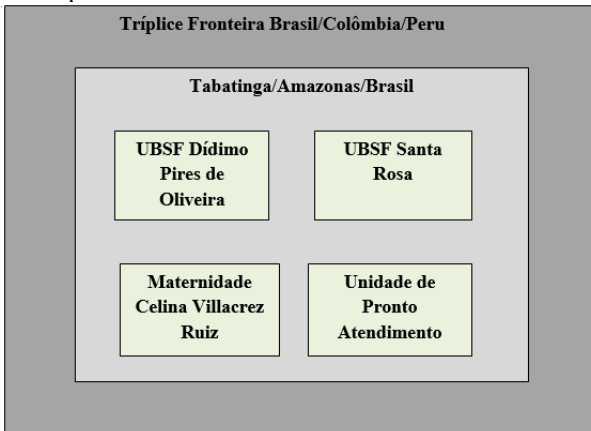 Tríplice Fronteira Brasil/Colômbia/Peru
Tabatinga/Amazonas/Brasil
UBSF Dídimo
Pires de
Oliveira
UBSF Santa
Rosa
Maternidade
Celina Villacrez
Ruiz
Unidade de
Pronto
Atendimento